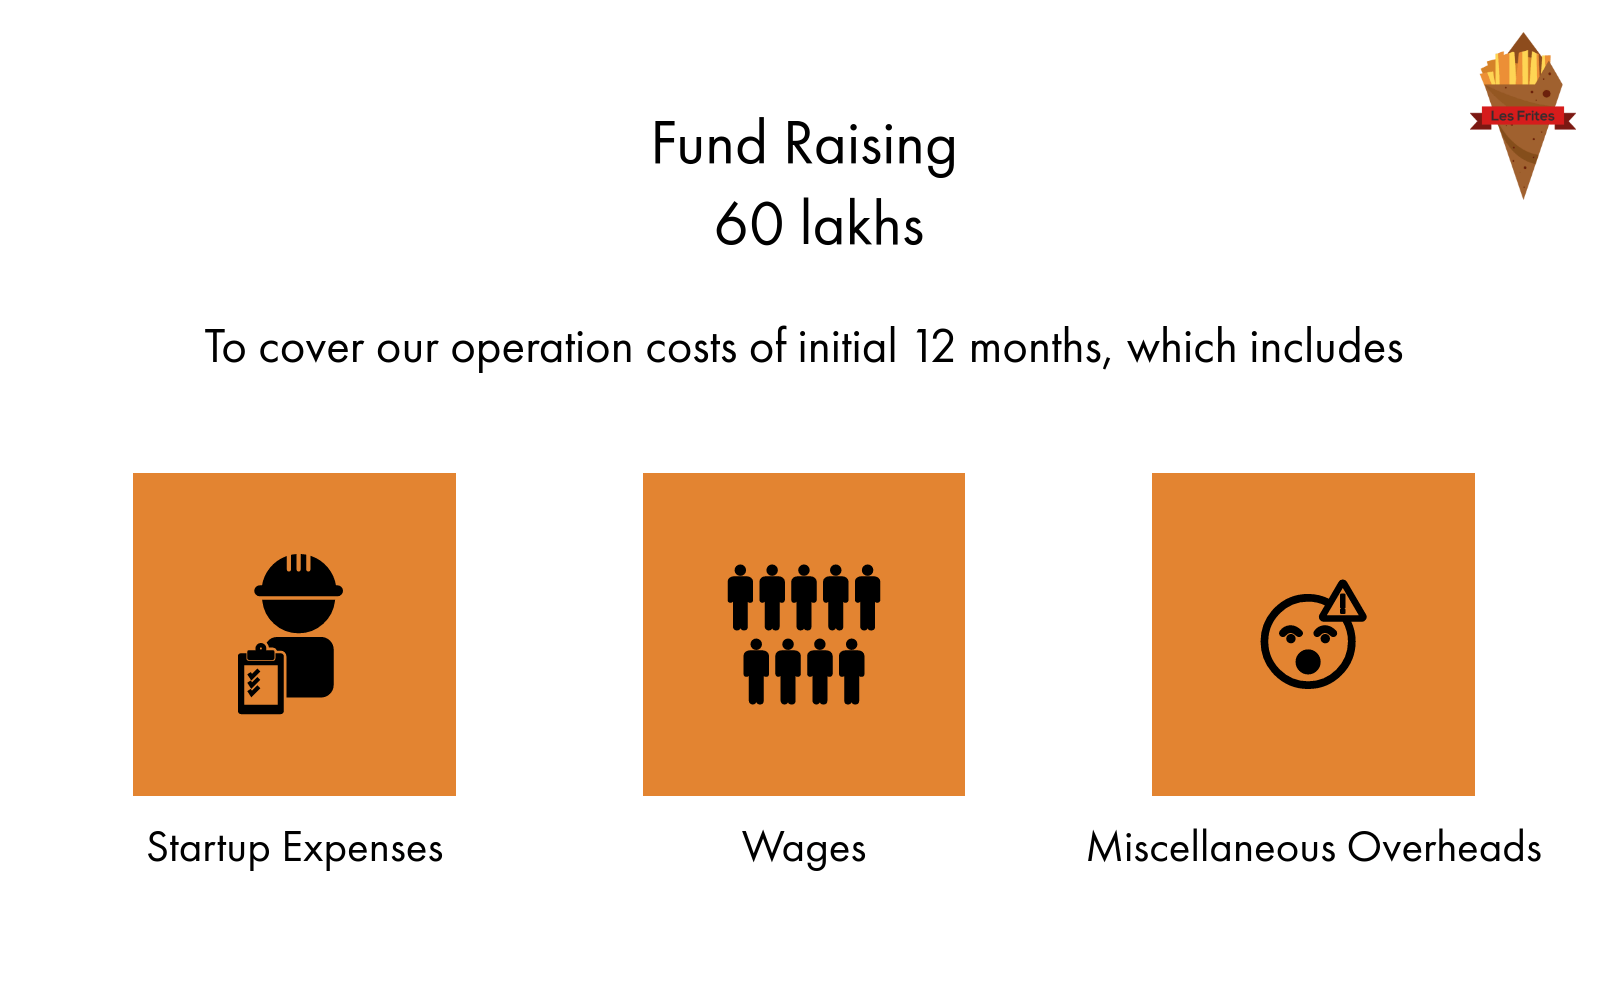 Les Frites
Fund Raising
60 lakhs
To cover our operation costs of initial 12 months, which includes
Startup Expenses
Wages
Miscellaneous Overheads